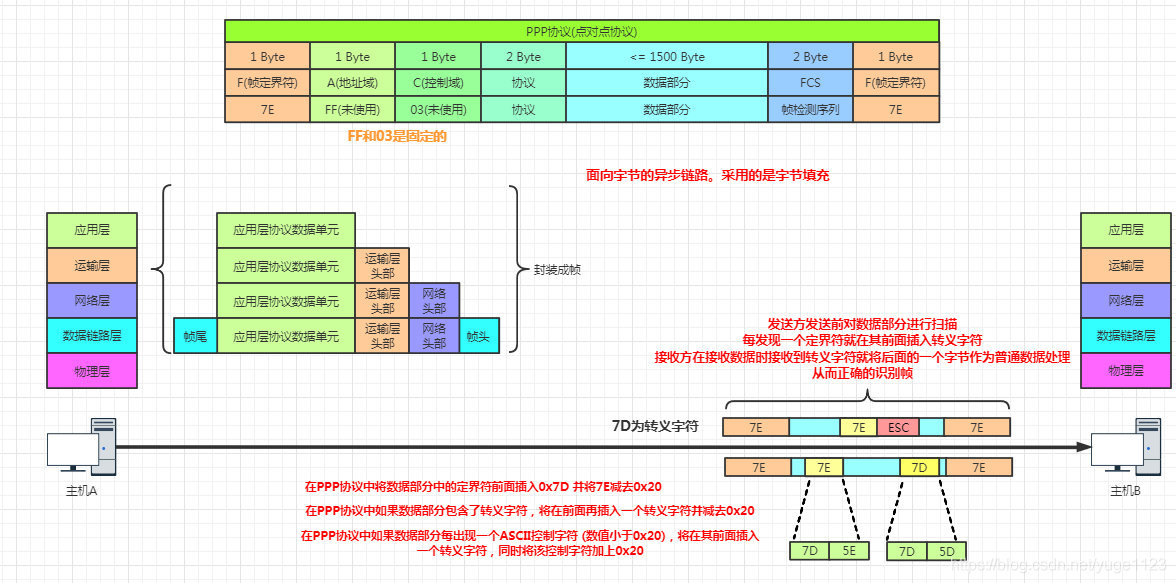 PPP协议(点对点协议)
1 Byte 1 Byte 1 Byte 2 Byte <= 1500 Byte 2 Byte 1 Byte
F(帧定界符) A(地址域) C(控制域) 协议 数据部分 FCS F(帧定界符)
7E FF(未使用) 03(未使用) 协议 数据部分 帧检测序列 7E
FF和03是固定的
面向字节的异步链路。采用的是字节填充
应用层
运输层
网络层
数据链路层
物理层
应用层协议数据单元
应用层协议数据单元 运输层
头部
应用层协议数据单元 运输层 网络
头部 头部
帧尾 应用层协议数据单元 运输层 网络 帧头
头部 头部
封装成帧
应用层
运输层
网络层
数据链路层
物理层
发送方发送前对数据部分进行扫描
每发现一个定界符就在其前面插入转义字符
接收方在接收数据时接收到转义字符就将后面的一个字节作为普通数据处理
从而正确的识别帧
7D为转义字符
7E 7E ESC 7E
7E 7E 7D 7E
7D 5E 7D 5D
主机A
主机B
在PPP协议中将数据部分中的定界符前面插入0x7D 并将7E减去0x20
在PPP协议中如果数据部分包含了转义字符，将在前面再插入一个转义字符并减去0x20
在PPP协议中如果数据部分每出现一个ASCII控制字符 (数值小于0x20)，将在其前面插入
一个转义字符，同时将该控制字符加上0x20
https://blog.csdn.net/yuge1123